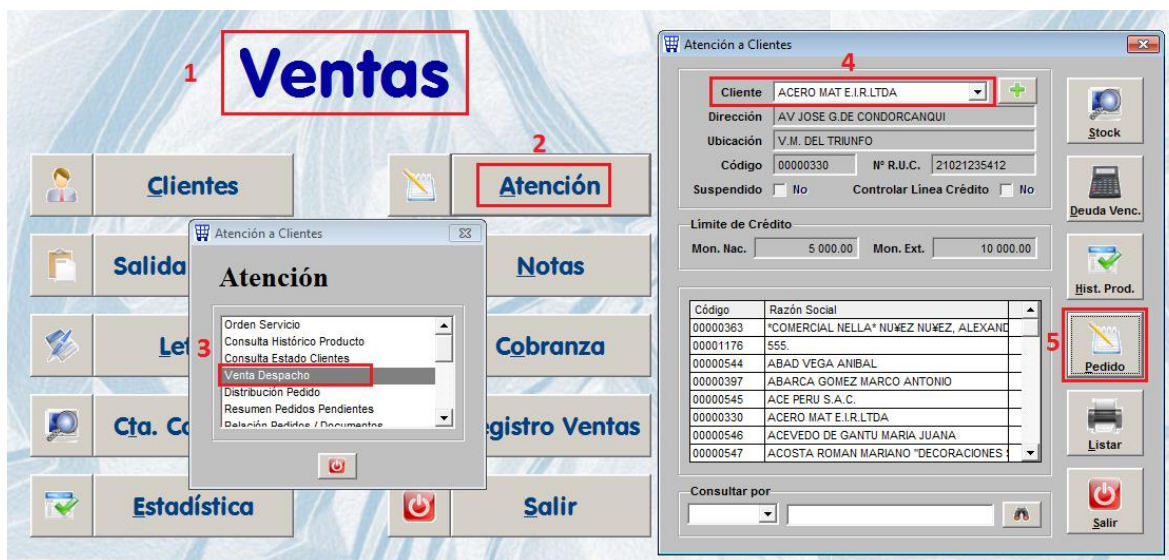 1 Ventas
2
Clientes
Atención
Atención a Clientes
Atención
Orden Servicio
Consulta Histórico Producto
Consulta Estado Clientes
3 Venta Despacho
Distribución Pedido
Resumen Pedidos Pendientes
Relación Pedidos / Documentos
Salida
Notas
Let
Cobranza
Cta. Co
egistro Ventas
Estadística
Salir
Atención a Clientes
4
Cliente ACERO MAT E.I.R.LTDA
Dirección AV JOSE G.DE CONDORCANQUI
Ubicación V.M. DEL TRIUNFO
Código 00000330 Nº R.U.C. 21021235412
Suspendido No Controlar Línea Crédito No
Límite de Crédito
Mon. Nac. 5 000.00 Mon. Ext. 10 000.00
Código Razón Social
00000363 *COMERCIAL NELLA* NU¥EZ NU¥EZ, ALEXAND
00001176 555.
00000544 ABAD VEGA ANIBAL
00000397 ABARCA GOMEZ MARCO ANTONIO
00000545 ACE PERU S.A.C.
00000330 ACERO MAT E.I.R.LTDA
00000546 ACEVEDO DE GANTU MARIA JUANA
00000547 ACOSTA ROMAN MARIANO "DECORACIONES S
Consultar por
Stock
Deuda Venc.
Hist. Prod.
5
Pedido
Listar
Salir